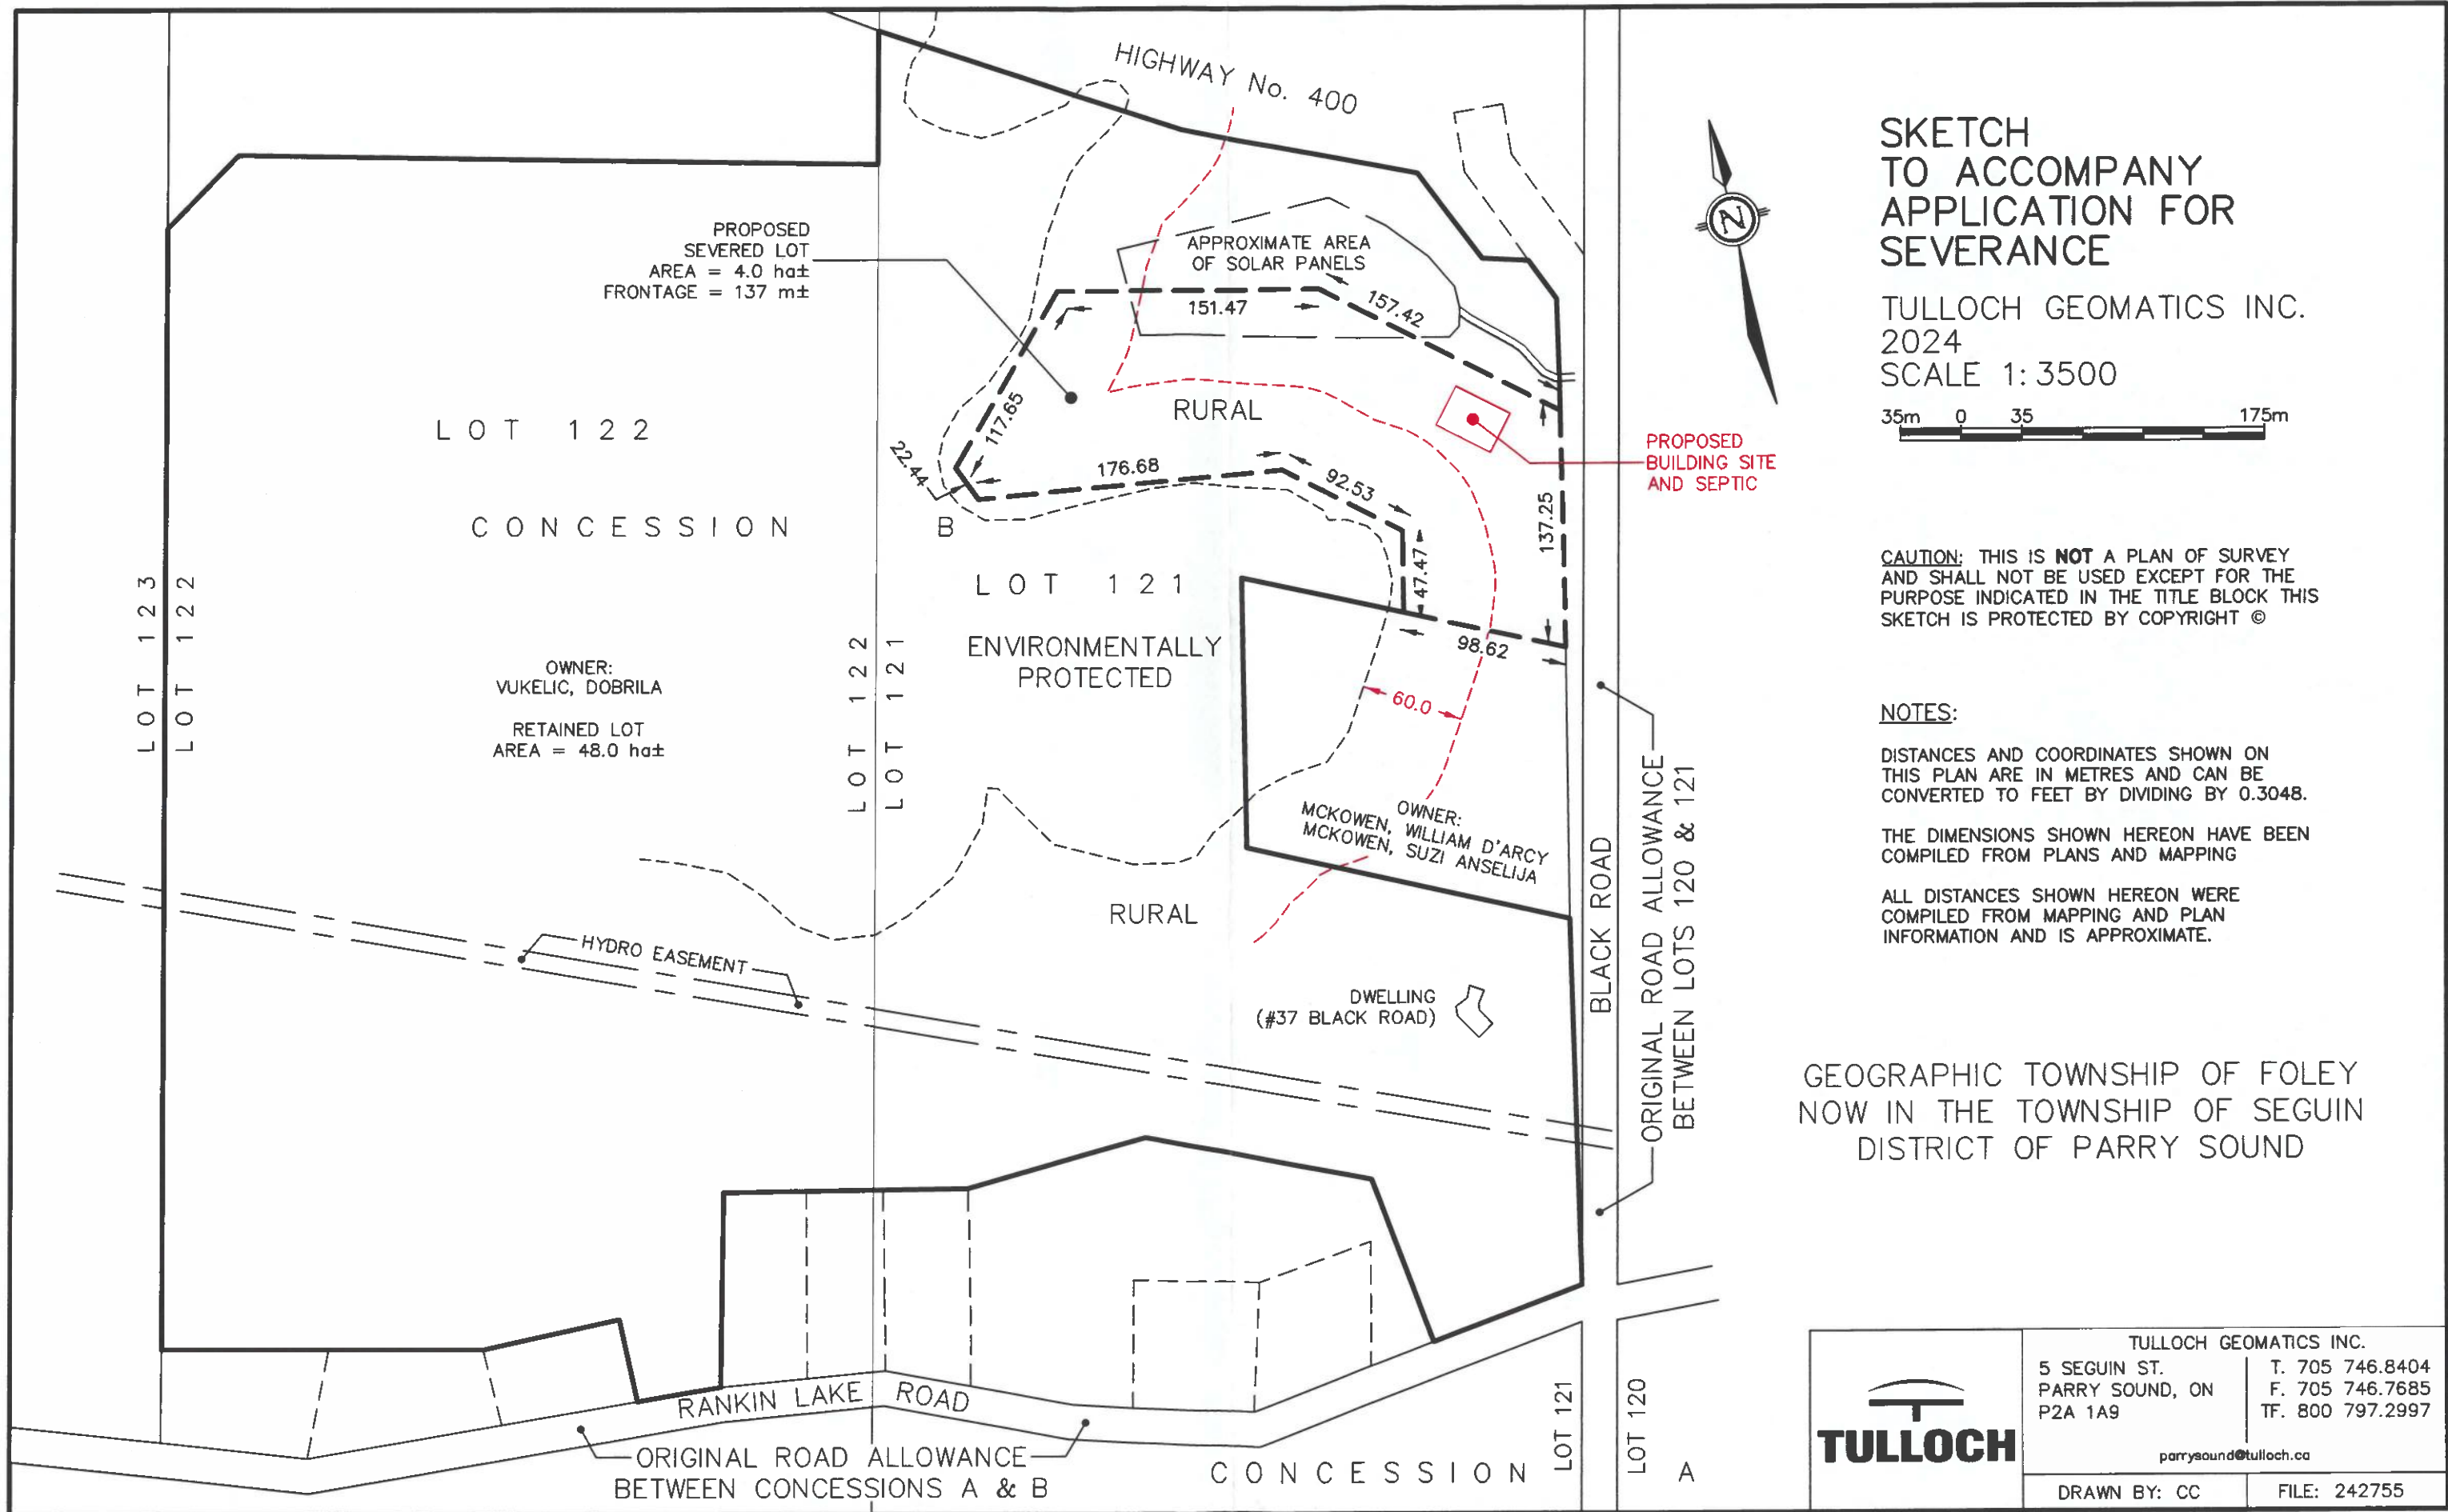 HIGHWAY No. 400
PROPOSED
SEVERED LOT
AREA = 4.0 ha±
FRONTAGE = 137 m±
APPROXIMATE AREA
OF SOLAR PANELS
151.47
157.42
117.65
22.44
176.68
92.53
47.47
137.25
98.62
60.0
RURAL
PROPOSED
BUILDING SITE
AND SEPTIC
LOT 122
CONCESSION B
LOT 121
ENVIRONMENTALLY
PROTECTED
LOT 123
LOT 122
OWNER:
VUKELIC, DOBRILA
RETAINED LOT
AREA = 48.0 ha±
LOT 122
LOT 121
OWNER:
MCKOWEN, WILLIAM D'ARCY
MCKOWEN, SUZI ANSELIJA
RURAL
HYDRO EASEMENT
DWELLING
(#37 BLACK ROAD)
BLACK ROAD
ORIGINAL ROAD ALLOWANCE
BETWEEN LOTS 120 & 121
RANKIN LAKE ROAD
ORIGINAL ROAD ALLOWANCE
BETWEEN CONCESSIONS A & B
CONCESSION A
LOT 121
LOT 120
N
SKETCH
TO ACCOMPANY
APPLICATION FOR
SEVERANCE
TULLOCH GEOMATICS INC.
2024
SCALE 1:3500
35m 0 35 175m
CAUTION: THIS IS NOT A PLAN OF SURVEY
AND SHALL NOT BE USED EXCEPT FOR THE
PURPOSE INDICATED IN THE TITLE BLOCK THIS
SKETCH IS PROTECTED BY COPYRIGHT ©
NOTES:
DISTANCES AND COORDINATES SHOWN ON
THIS PLAN ARE IN METRES AND CAN BE
CONVERTED TO FEET BY DIVIDING BY 0.3048.
THE DIMENSIONS SHOWN HEREON HAVE BEEN
COMPILED FROM PLANS AND MAPPING
ALL DISTANCES SHOWN HEREON WERE
COMPILED FROM MAPPING AND PLAN
INFORMATION AND IS APPROXIMATE.
GEOGRAPHIC TOWNSHIP OF FOLEY
NOW IN THE TOWNSHIP OF SEGUIN
DISTRICT OF PARRY SOUND
TULLOCH
TULLOCH GEOMATICS INC.
5 SEGUIN ST.
PARRY SOUND, ON
P2A 1A9
T. 705 746.8404
F. 705 746.7685
TF. 800 797.2997
parrysound@tulloch.ca
DRAWN BY: CC
FILE: 242755